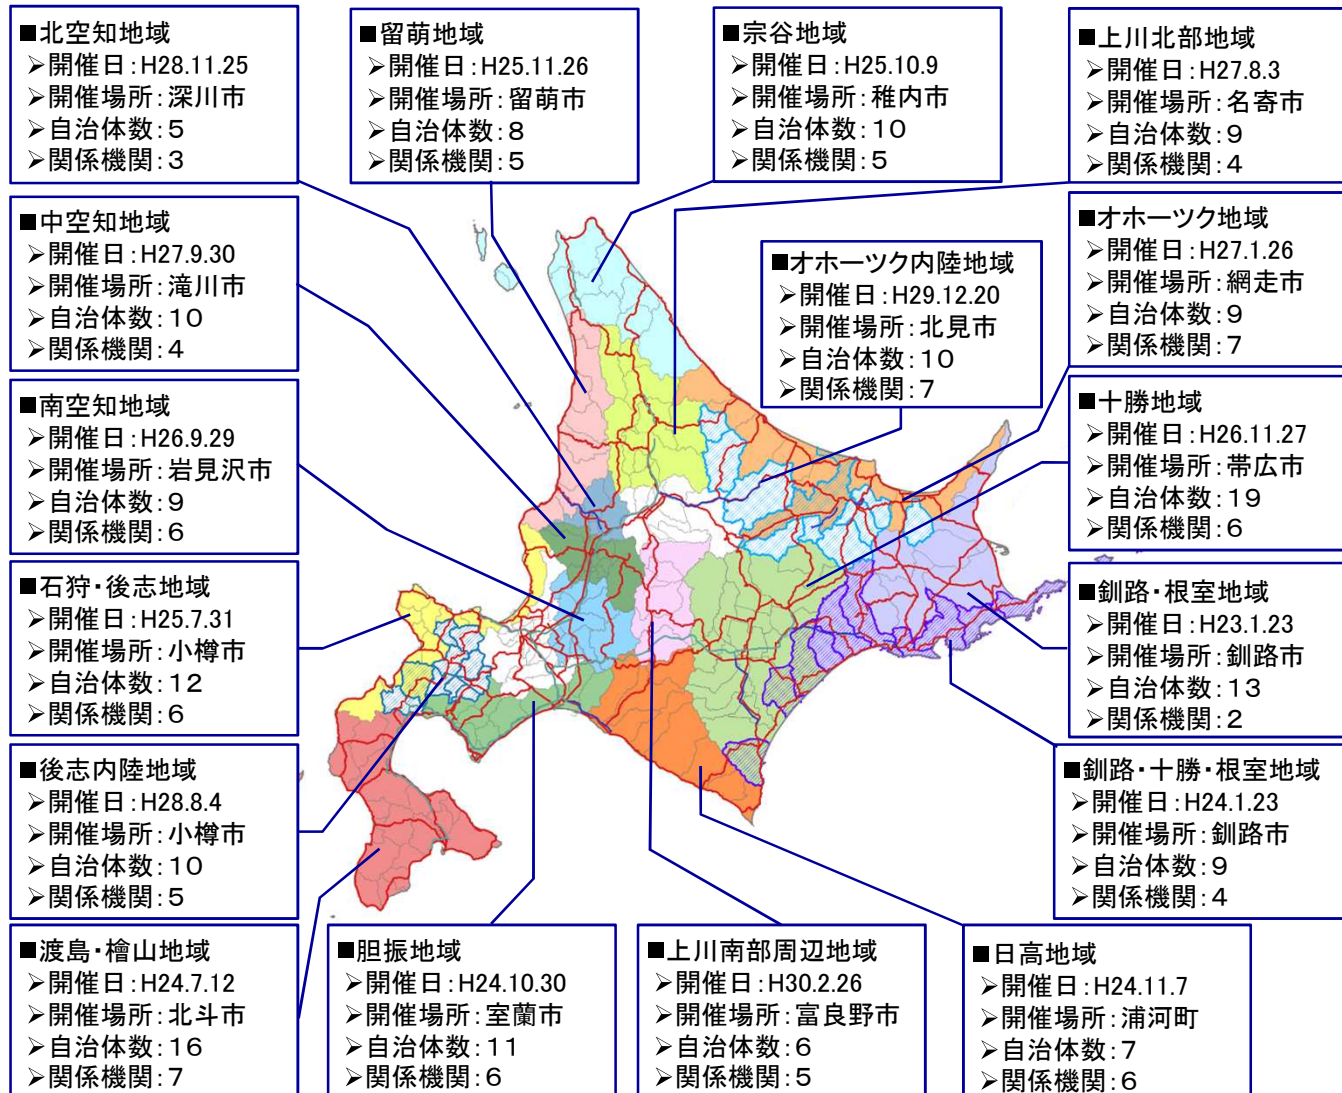 ■北空知地域
➢開催日:H28.11.25
➢開催場所:深川市
➢自治体数:5
➢関係機関:3
■留萌地域
➢開催日:H25.11.26
➢開催場所:留萌市
➢自治体数:8
➢関係機関:5
■宗谷地域
➢開催日:H25.10.9
➢開催場所:稚内市
➢自治体数:10
➢関係機関:5
■上川北部地域
➢開催日:H27.8.3
➢開催場所:名寄市
➢自治体数:9
➢関係機関:4
■中空知地域
➢開催日:H27.9.30
➢開催場所:滝川市
➢自治体数:10
➢関係機関:4
■オホーツク内陸地域
➢開催日:H29.12.20
➢開催場所:北見市
➢自治体数:10
➢関係機関:7
■オホーツク地域
➢開催日:H27.1.26
➢開催場所:網走市
➢自治体数:9
➢関係機関:7
■南空知地域
➢開催日:H26.9.29
➢開催場所:岩見沢市
➢自治体数:9
➢関係機関:6
■十勝地域
➢開催日:H26.11.27
➢開催場所:帯広市
➢自治体数:19
➢関係機関:6
■石狩・後志地域
➢開催日:H25.7.31
➢開催場所:小樽市
➢自治体数:12
➢関係機関:6
■釧路・根室地域
➢開催日:H23.1.23
➢開催場所:釧路市
➢自治体数:13
➢関係機関:2
■後志内陸地域
➢開催日:H28.8.4
➢開催場所:小樽市
➢自治体数:10
➢関係機関:5
■釧路・十勝・根室地域
➢開催日:H24.1.23
➢開催場所:釧路市
➢自治体数:9
➢関係機関:4
■渡島・檜山地域
➢開催日:H24.7.12
➢開催場所:北斗市
➢自治体数:16
➢関係機関:7
■胆振地域
➢開催日:H24.10.30
➢開催場所:室蘭市
➢自治体数:11
➢関係機関:6
■上川南部周辺地域
➢開催日:H30.2.26
➢開催場所:富良野市
➢自治体数:6
➢関係機関:5
■日高地域
➢開催日:H24.11.7
➢開催場所:浦河町
➢自治体数:7
➢関係機関:6